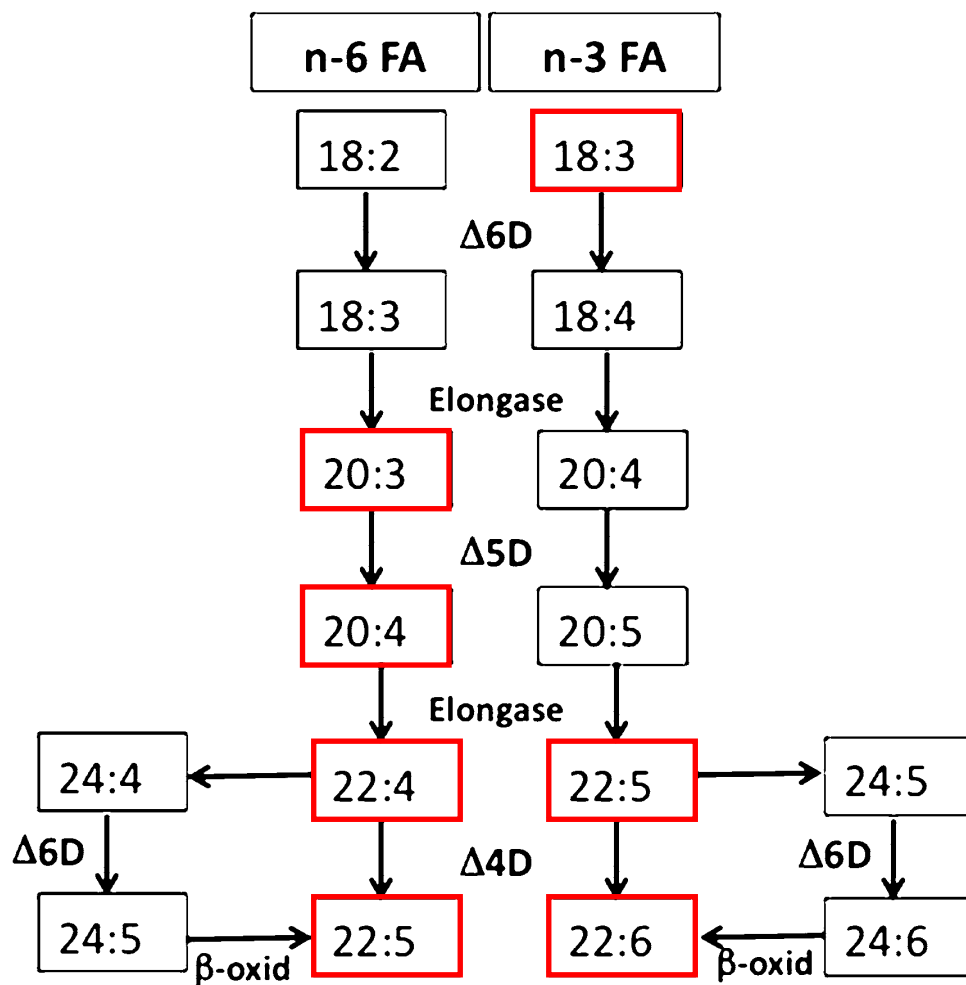 n-6 FA n-3 FA
18:2 18:3
Δ6D
18:3 18:4
Elongase
20:3 20:4
Δ5D
20:4 20:5
Elongase
24:4 22:4 22:5 24:5
Δ6D Δ4D Δ6D
24:5 22:5 22:6 24:6
β-oxid β-oxid